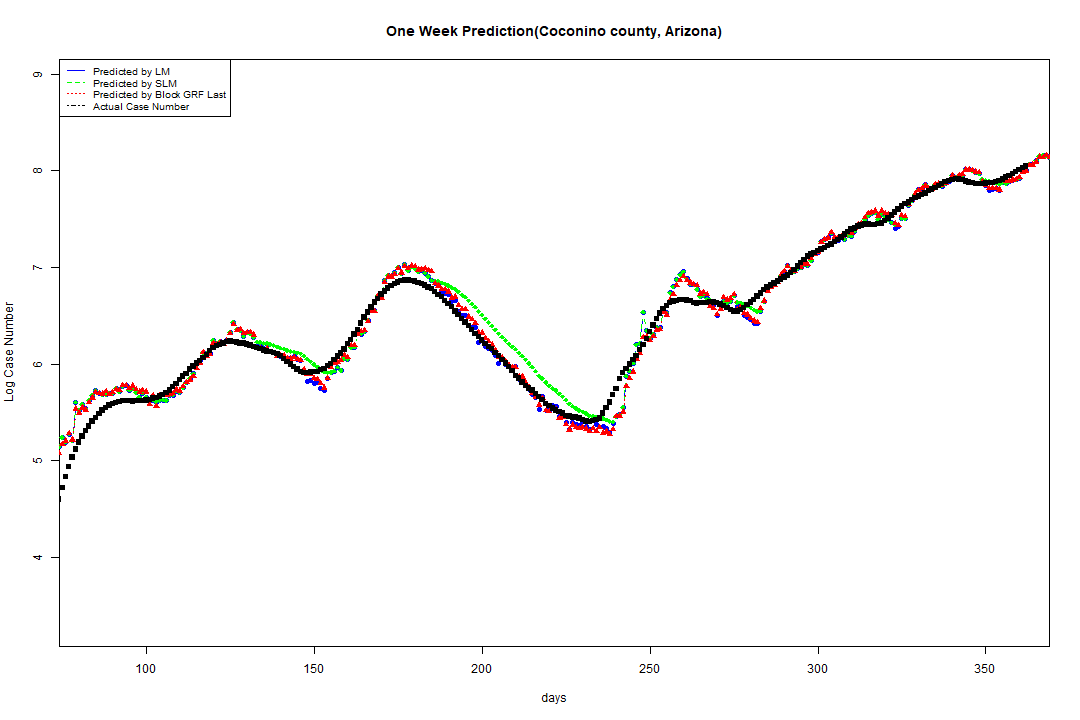 One Week Prediction(Coconino county, Arizona)
Predicted by LM
Predicted by SLM
Predicted by Block GRF Last
Actual Case Number
9
8
7
6
5
4
Log Case Number
100 150 200 250 300 350
days